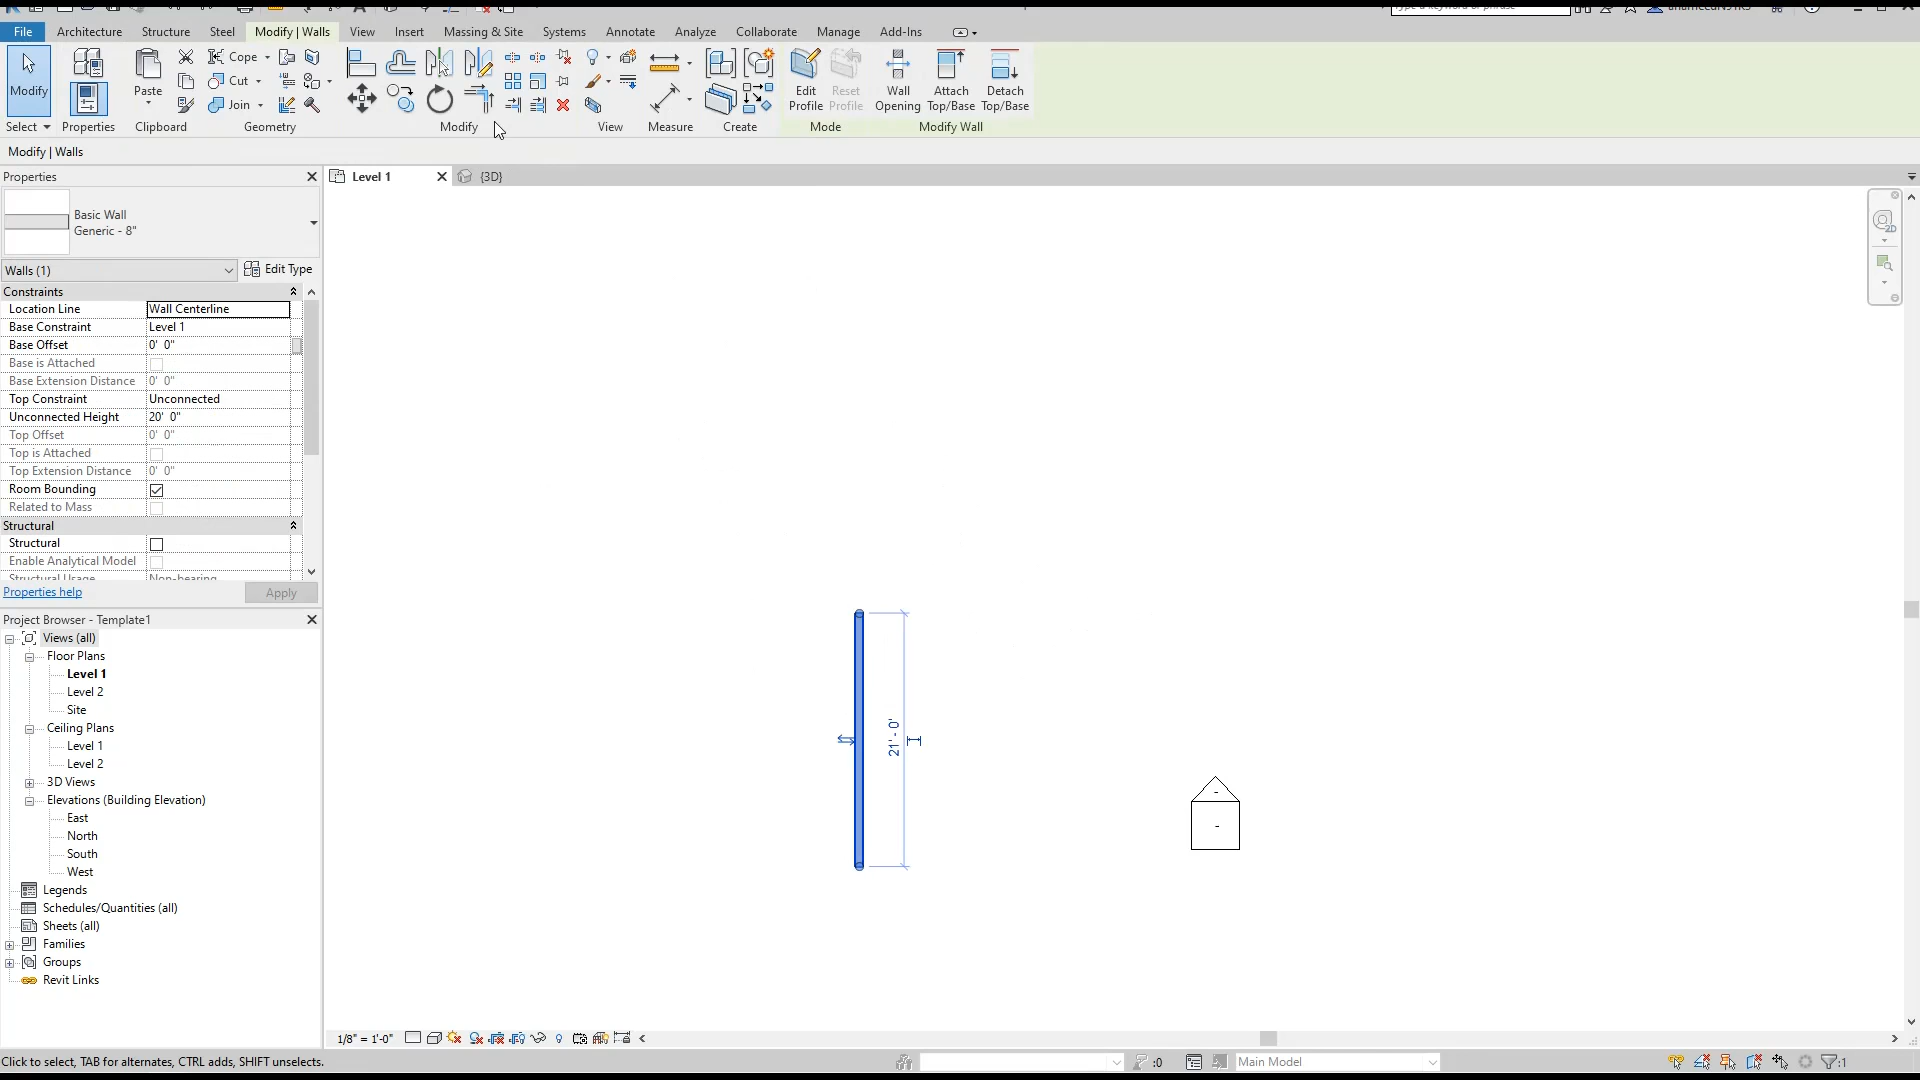 File Architecture Structure Steel Modify | Walls View Insert Massing & Site Systems Annotate Analyze Collaborate Manage Add-Ins
Modify Paste Cope Cut Join Edit Profile Reset Profile Wall Opening Attach Top/Base Detach Top/Base
Select Properties Clipboard Geometry Modify View Measure Create Mode Modify Wall
Modify | Walls
Properties
Level 1 {3D}
2D
Basic Wall
Generic - 8"
Walls (1) Edit Type
Constraints
Location Line Wall Centerline
Base Constraint Level 1
Base Offset 0' 0"
Base is Attached
Base Extension Distance 0' 0"
Top Constraint Unconnected
Unconnected Height 20' 0"
Top Offset 0' 0"
Top is Attached
Top Extension Distance 0' 0"
Room Bounding
Related to Mass
Structural
Structural
Enable Analytical Model
Structural Usage Non-bearing
Properties help Apply
Project Browser - Template1
Views (all)
Floor Plans
Level 1
Level 2
Site
Ceiling Plans
Level 1
Level 2
3D Views
Elevations (Building Elevation)
East
North
South
West
Legends
Schedules/Quantities (all)
Sheets (all)
Families
Groups
Revit Links
21' - 0"
1/8" = 1'-0"
Click to select, TAB for alternates, CTRL adds, SHIFT unselects. :0 Main Model :1